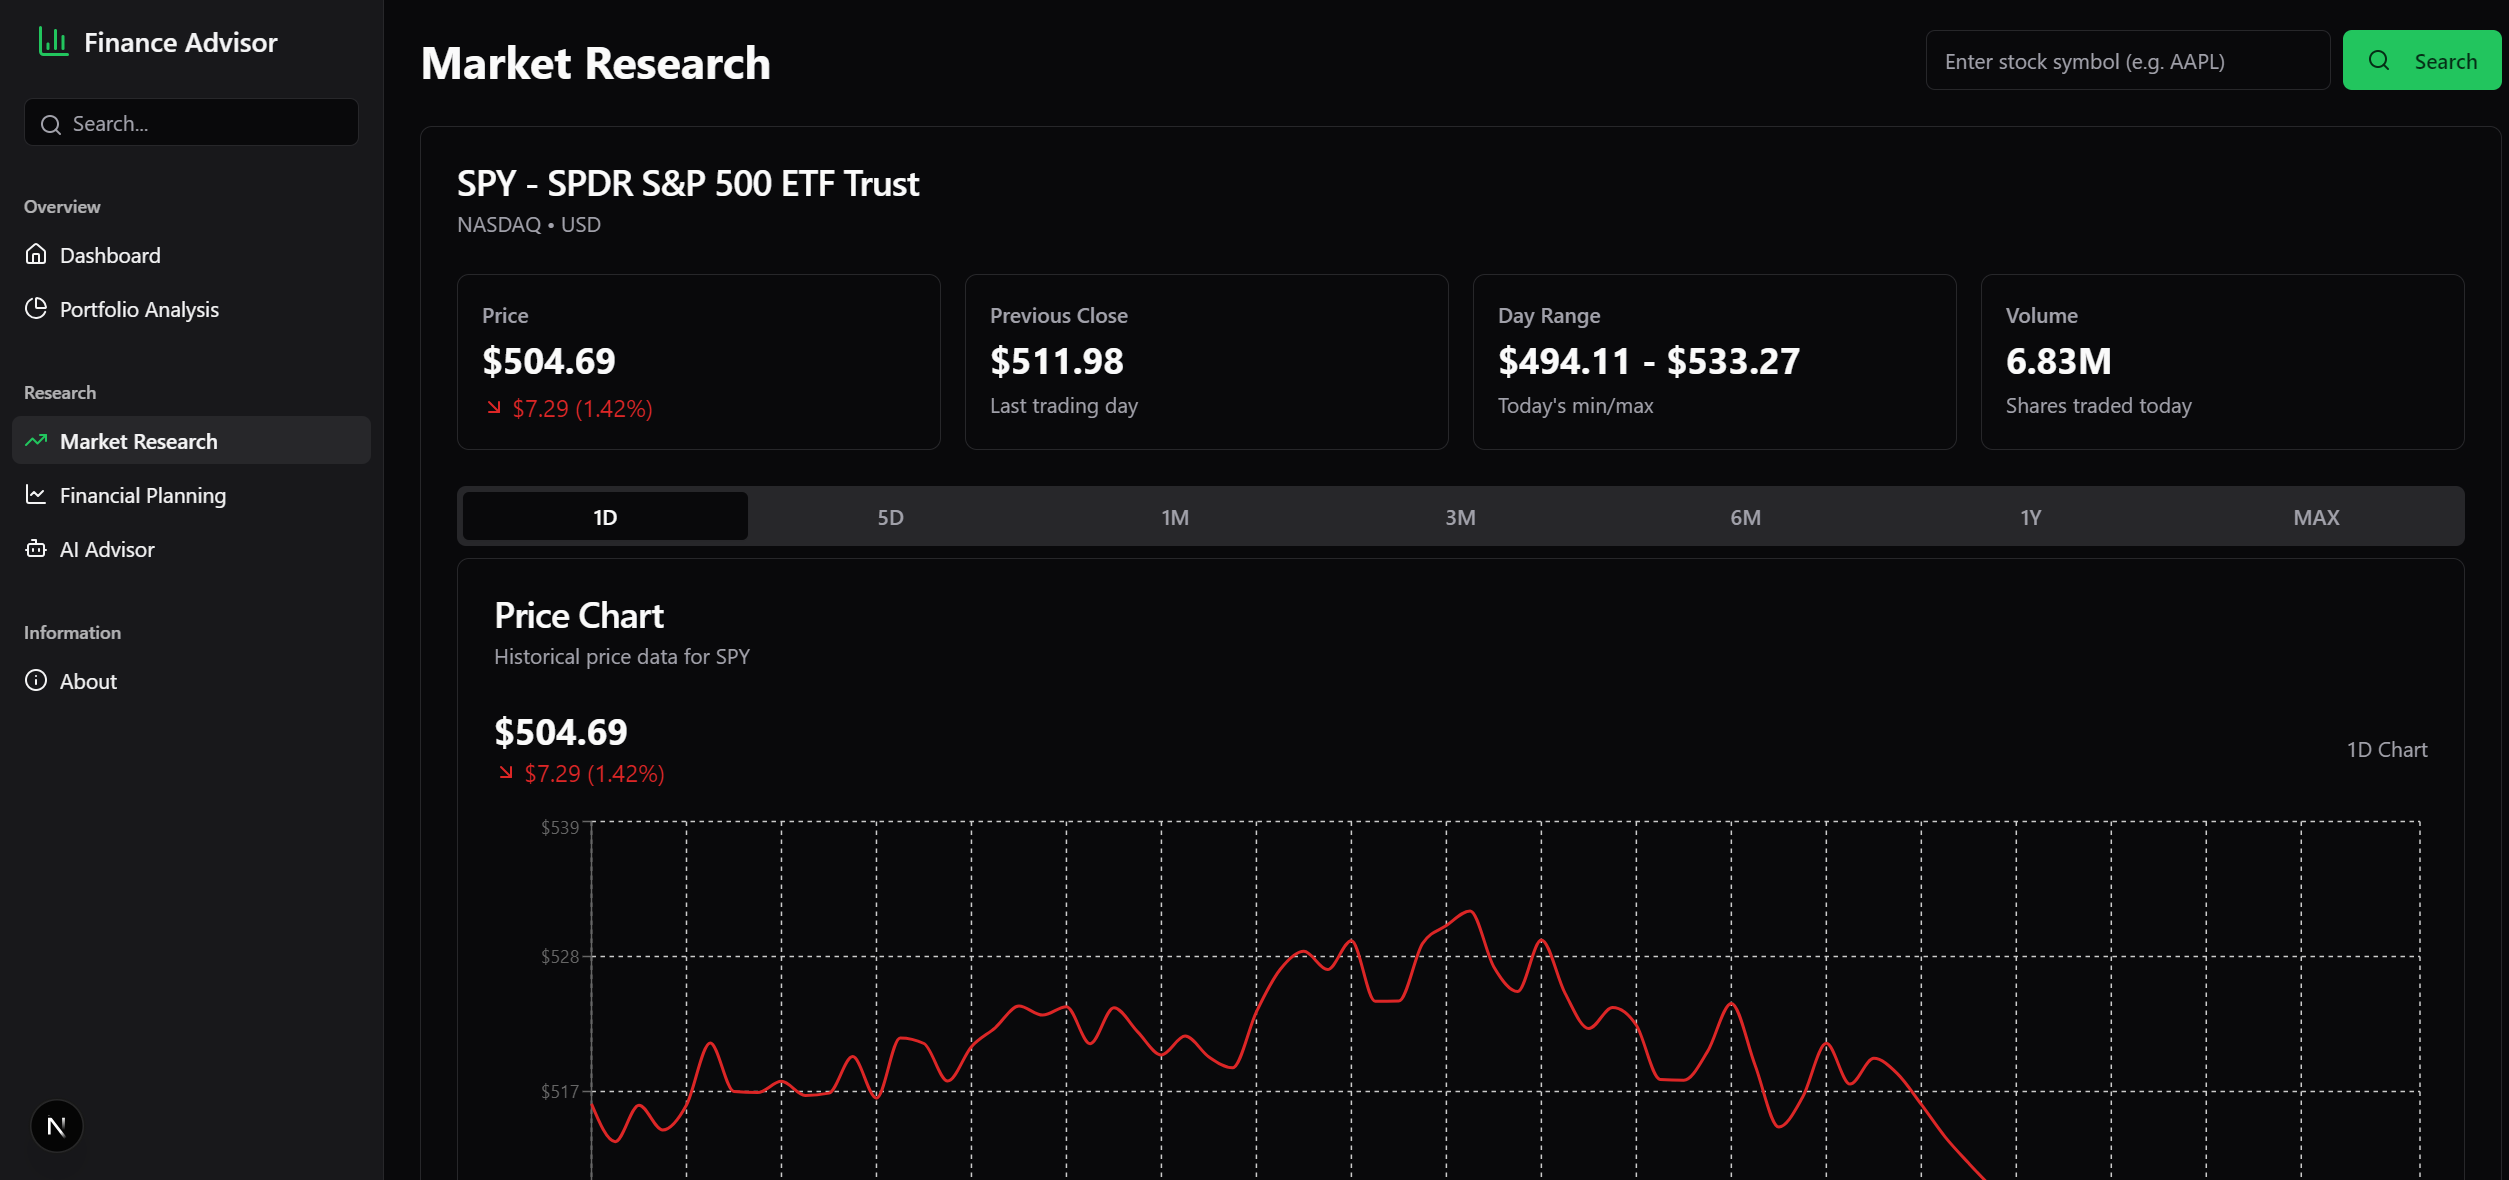 Finance Advisor
Search...
Overview
Dashboard
Portfolio Analysis
Research
Market Research
Financial Planning
AI Advisor
Information
About
N
Market Research
Enter stock symbol (e.g. AAPL)
Search
SPY - SPDR S&P 500 ETF Trust
NASDAQ • USD
Price
$504.69
$7.29 (1.42%)
Previous Close
$511.98
Last trading day
Day Range
$494.11 - $533.27
Today's min/max
Volume
6.83M
Shares traded today
1D 5D 1M 3M 6M 1Y MAX
Price Chart
Historical price data for SPY
$504.69
$7.29 (1.42%)
1D Chart
$539
$528
$517